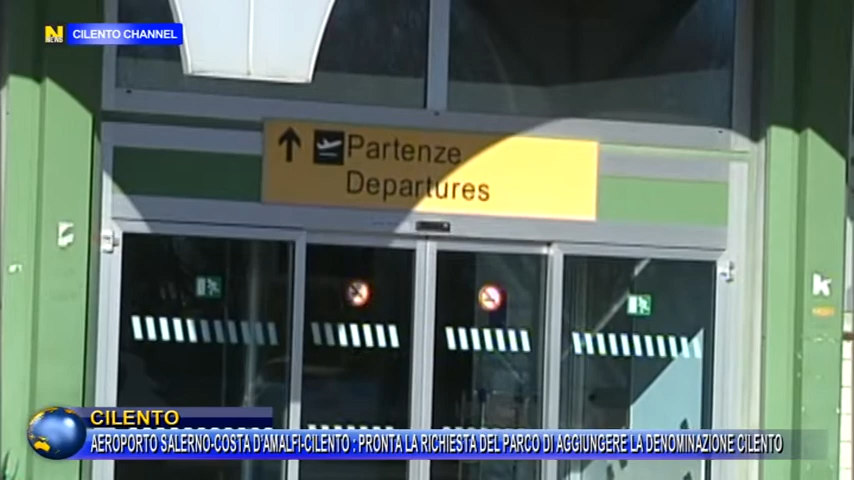 N
NEWS
CILENTO CHANNEL
Partenze
Departures
K
CILENTO
AEROPORTO SALERNO-COSTA D'AMALFI-CILENTO : PRONTA LA RICHIESTA DEL PARCO DI AGGIUNGERE LA DENOMINAZIONE CILENTO